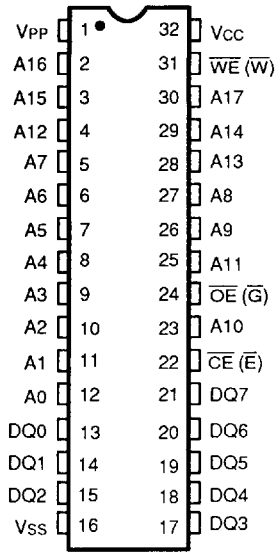 VPP 1 32 VCC
A16 2 31 W̅E̅ (W̅)
A15 3 30 A17
A12 4 29 A14
A7 5 28 A13
A6 6 27 A8
A5 7 26 A9
A4 8 25 A11
A3 9 24 O̅E̅ (G̅)
A2 10 23 A10
A1 11 22 C̅E̅ (E̅)
A0 12 21 DQ7
DQ0 13 20 DQ6
DQ1 14 19 DQ5
DQ2 15 18 DQ4
VSS 16 17 DQ3